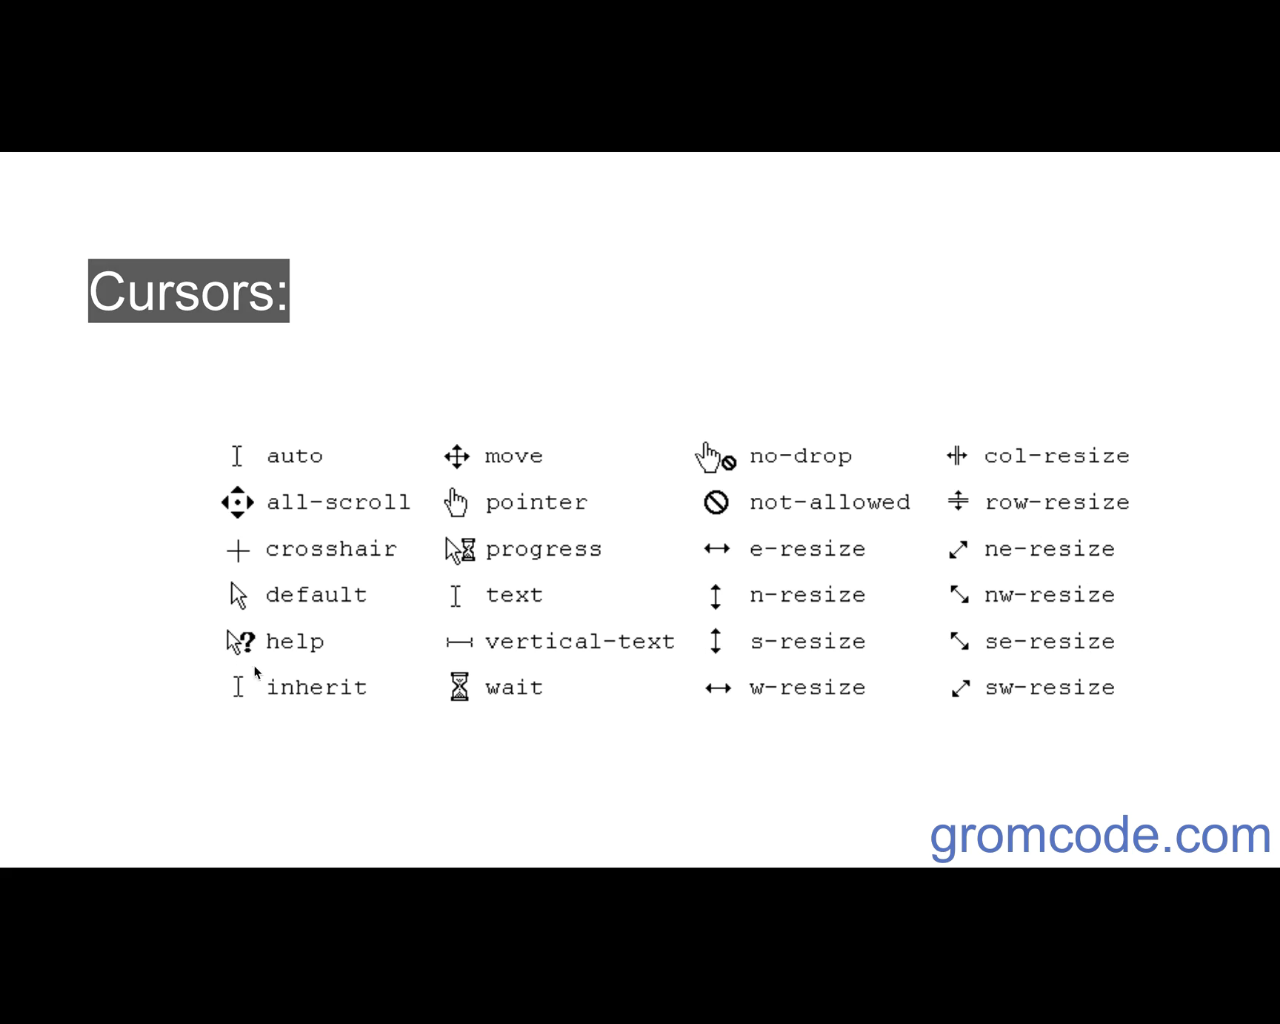 Cursors:
auto move no-drop col-resize
all-scroll pointer not-allowed row-resize
crosshair progress e-resize ne-resize
default text n-resize nw-resize
help vertical-text s-resize se-resize
inherit wait w-resize sw-resize
gromcode.com